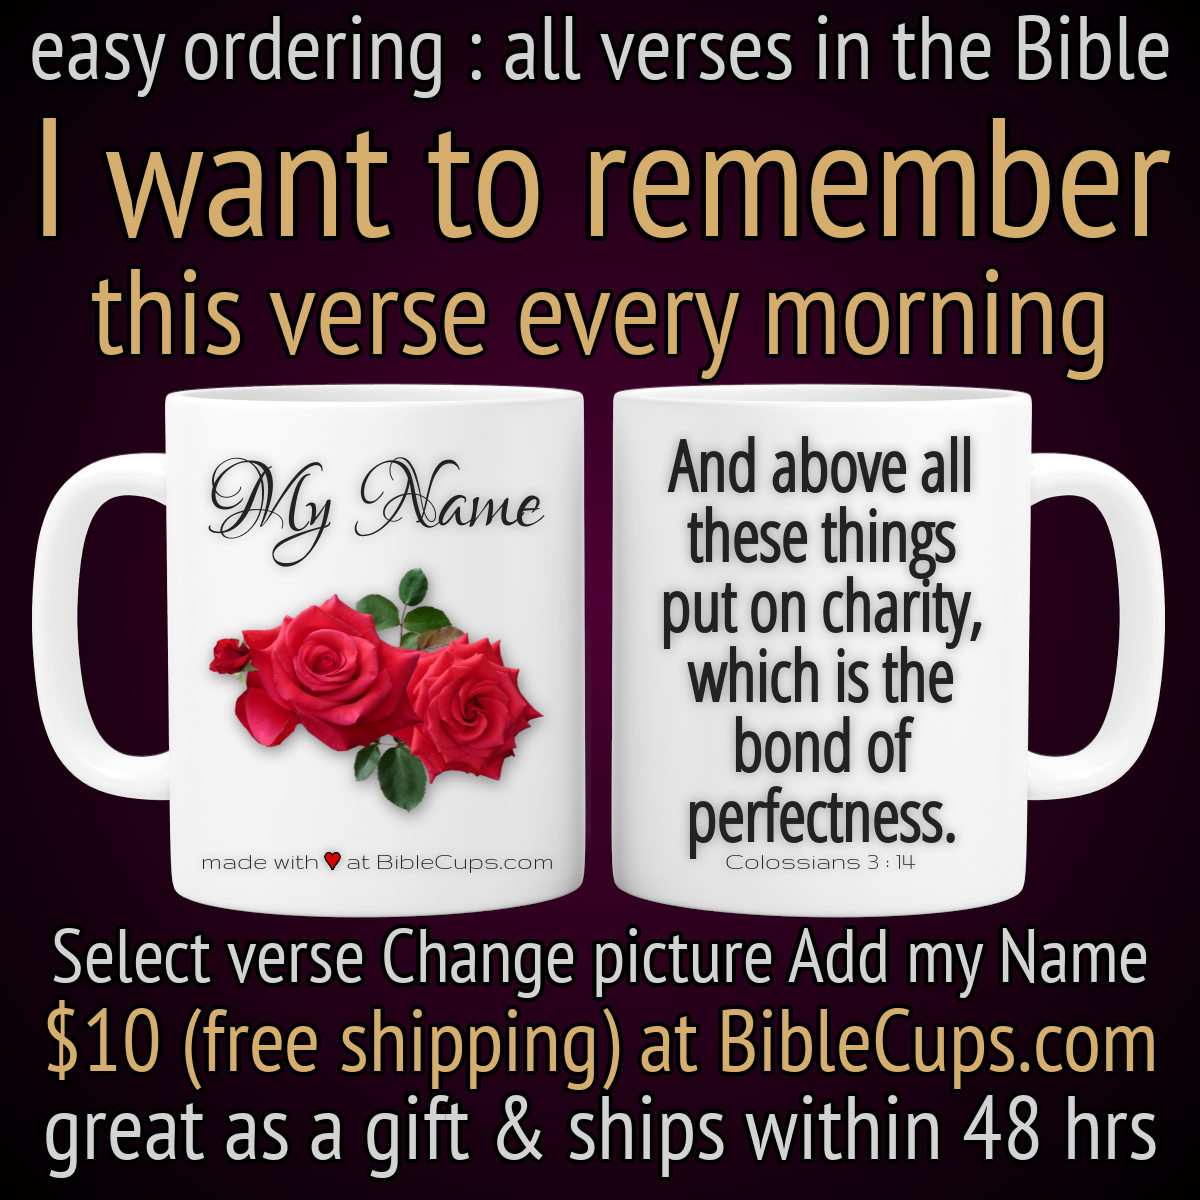 easy ordering : all verses in the Bible
I want to remember
this verse every morning
My Name
made with ♥ at BibleCups.com
And above all
these things
put on charity,
which is the
bond of
perfectness.
Colossians 3 : 14
Select verse Change picture Add my Name
$10 (free shipping) at BibleCups.com
great as a gift & ships within 48 hrs